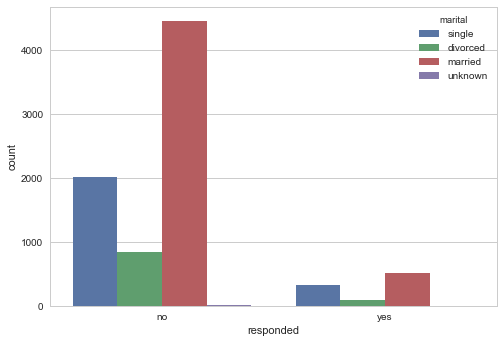 marital
single
divorced
married
unknown
4000
3000
2000
1000
0
count
no
yes
responded